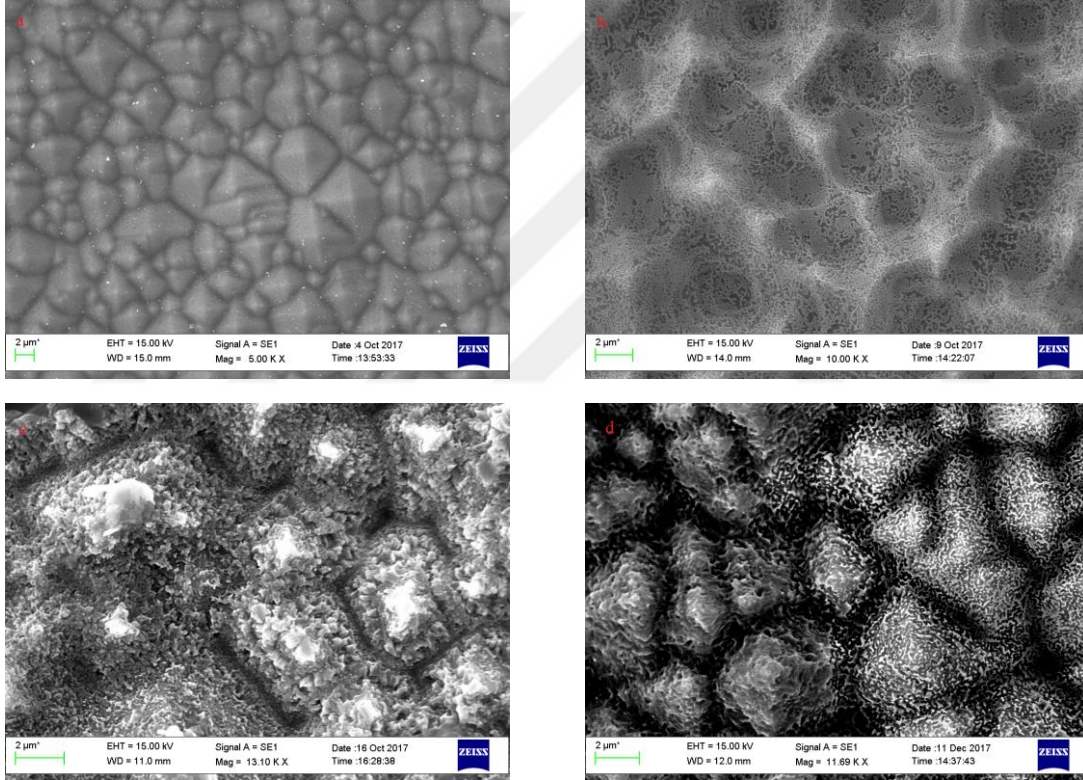 a
2 µm*
EHT = 15.00 kV
Signal A = SE1
Date :4 Oct 2017
WD = 15.0 mm
Mag = 5.00 K X
Time :13:53:33
ZEISS
b
2 µm*
EHT = 15.00 kV
Signal A = SE1
Date :9 Oct 2017
WD = 14.0 mm
Mag = 10.00 K X
Time :14:22:07
ZEISS
c
2 µm*
EHT = 15.00 kV
Signal A = SE1
Date :16 Oct 2017
WD = 11.0 mm
Mag = 13.10 K X
Time :16:28:38
ZEISS
d
2 µm*
EHT = 15.00 kV
Signal A = SE1
Date :11 Dec 2017
WD = 12.0 mm
Mag = 11.69 K X
Time :14:37:43
ZEISS